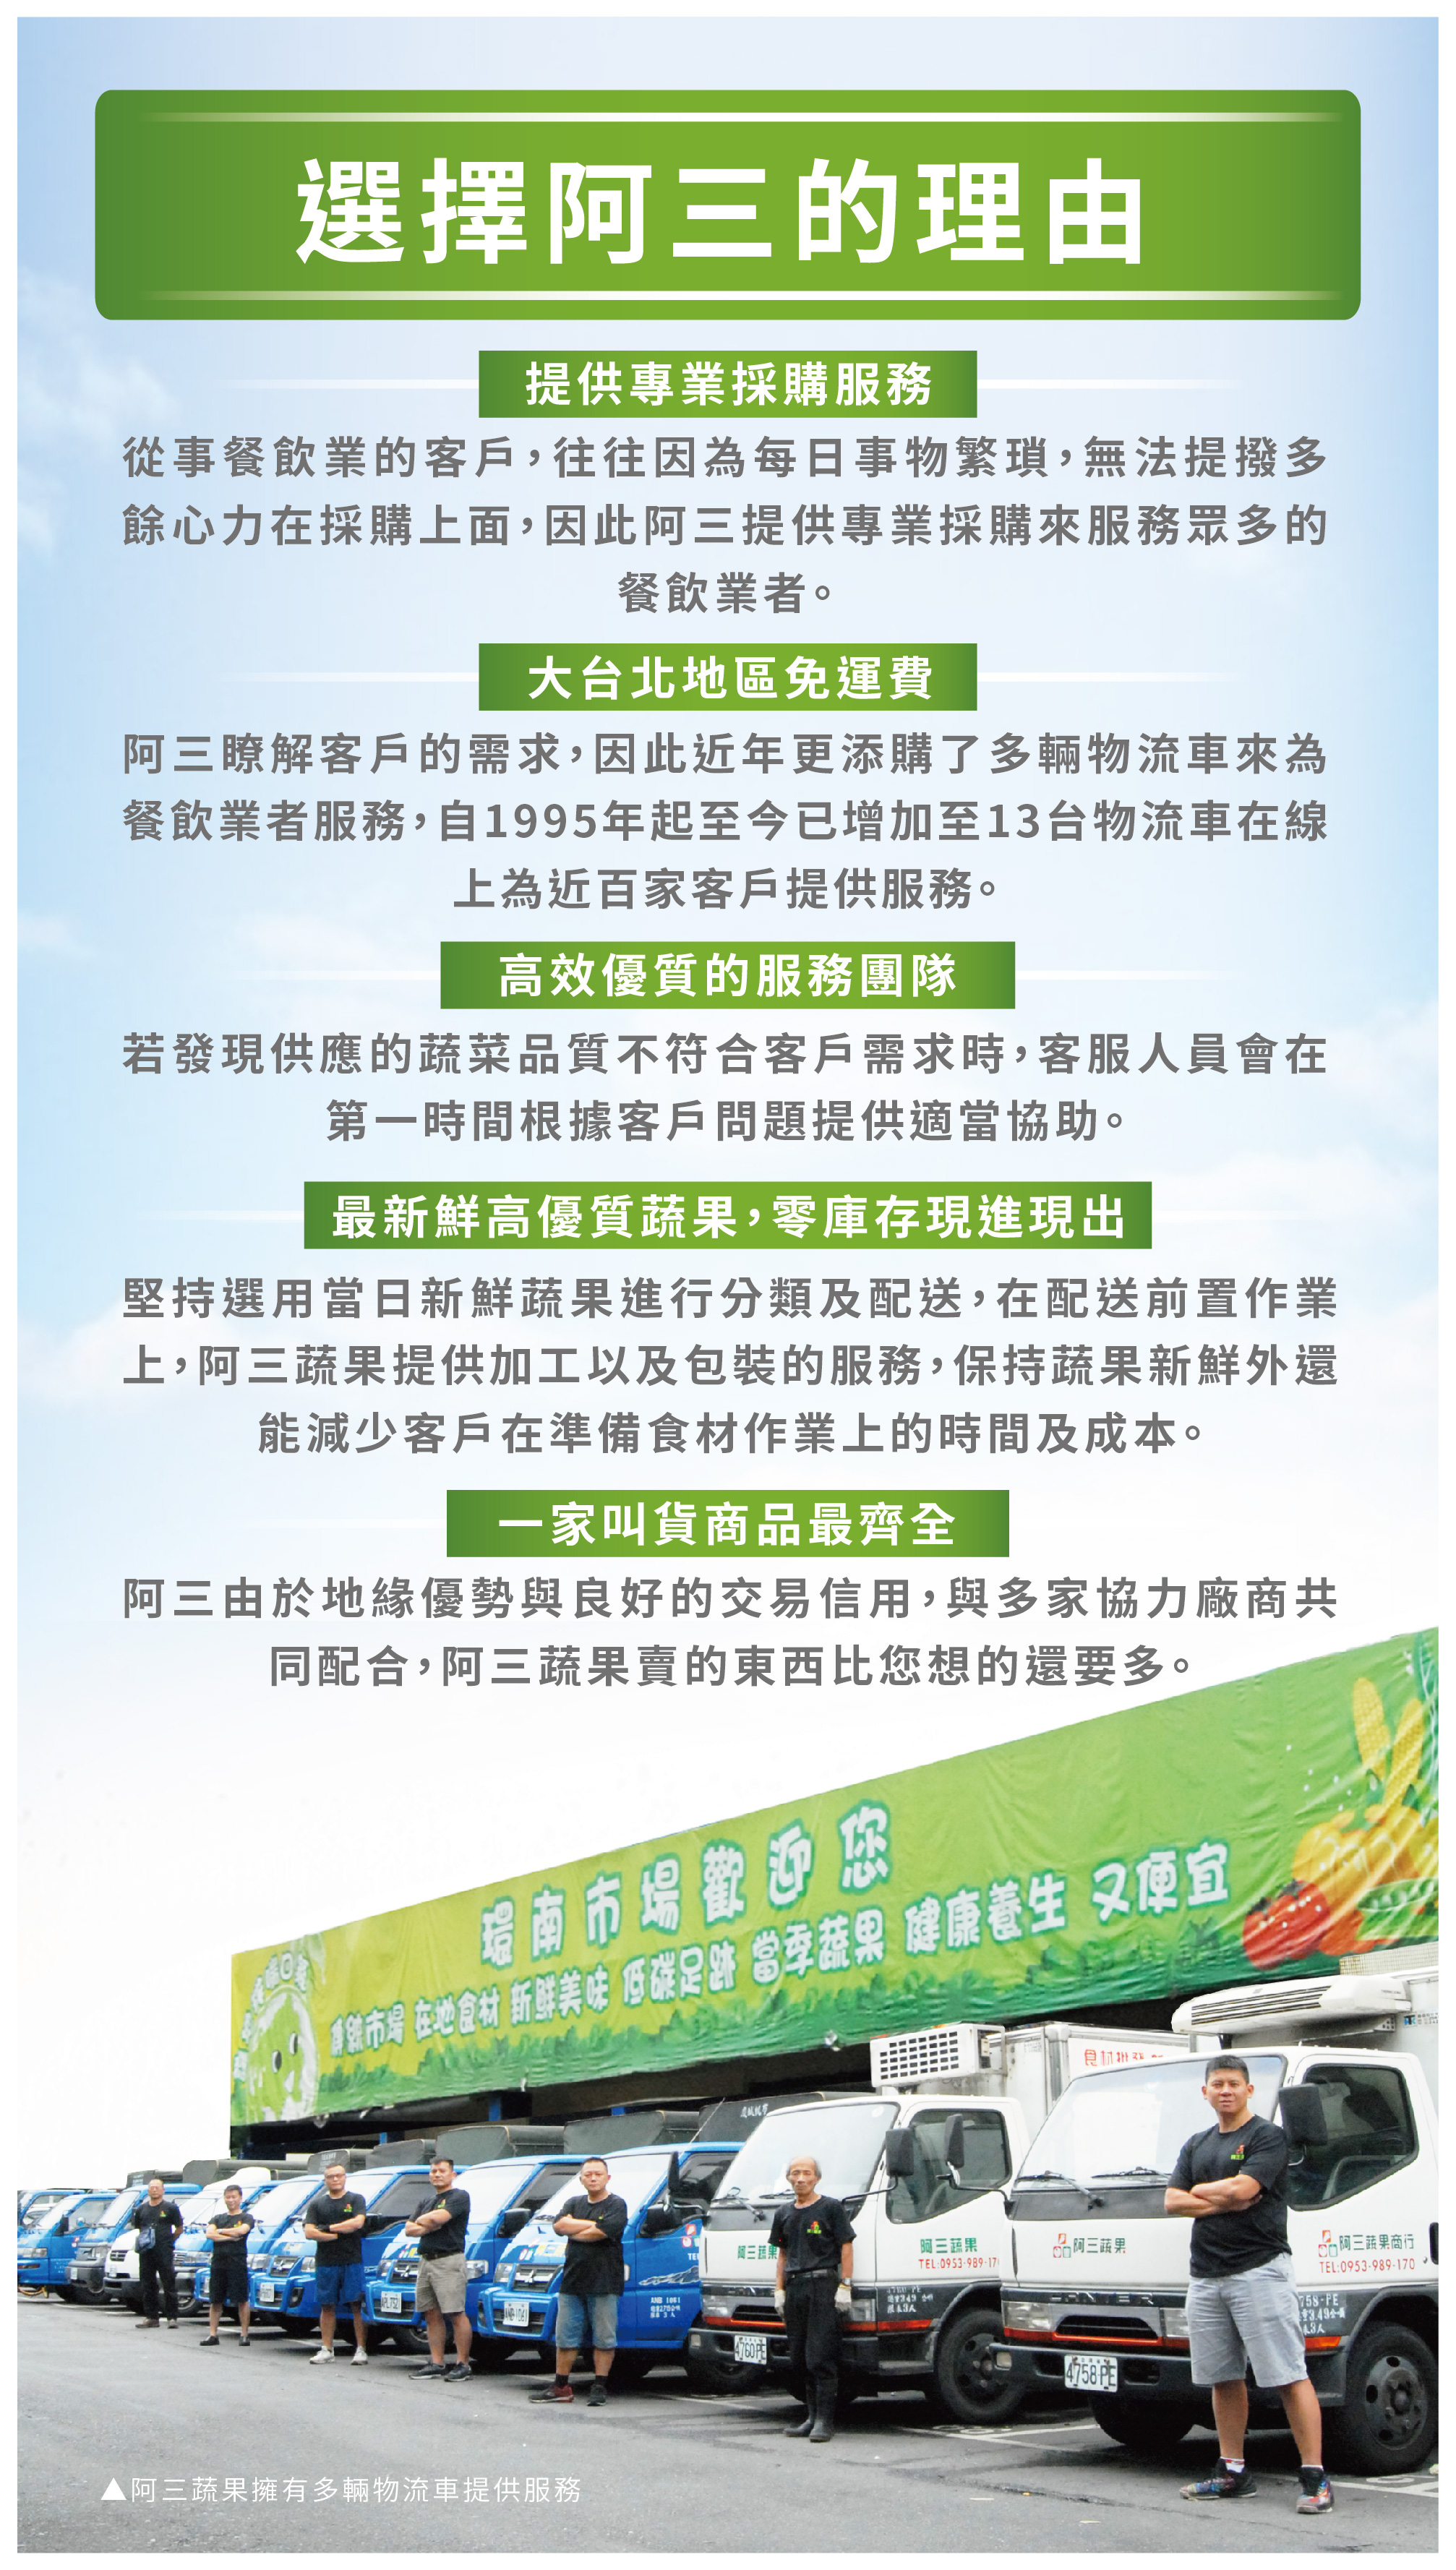 選擇阿三的理由
提供專業採購服務
從事餐飲業的客戶，往往因為每日事物繁瑣，無法提撥多
餘心力在採購上面，因此阿三提供專業採購來服務眾多的
餐飲業者。
大台北地區免運費
阿三瞭解客戶的需求，因此近年更添購了多輛物流車來為
餐飲業者服務，自1995年起至今已增加至13台物流車在線
上為近百家客戶提供服務。
高效優質的服務團隊
若發現供應的蔬菜品質不符合客戶需求時，客服人員會在
第一時間根據客戶問題提供適當協助。
最新鮮高優質蔬果，零庫存現進現出
堅持選用當日新鮮蔬果進行分類及配送，在配送前置作業
上，阿三蔬果提供加工以及包裝的服務，保持蔬果新鮮外還
能減少客戶在準備食材作業上的時間及成本。
一家叫貨商品最齊全
阿三由於地緣優勢與良好的交易信用，與多家協力廠商共
同配合，阿三蔬果賣的東西比您想的還要多。
環南市場歡迎您
傳統市場 在地食材 新鮮美味 低碳足跡 當季蔬果 健康養生 又便宜
食材批發
阿三蔬果
阿三蔬果
TEL:0953-989-17
阿三蔬果
阿三蔬果商行
TEL:0953-989-170
758-PE
4760PE
4758PE
▲阿三蔬果擁有多輛物流車提供服務